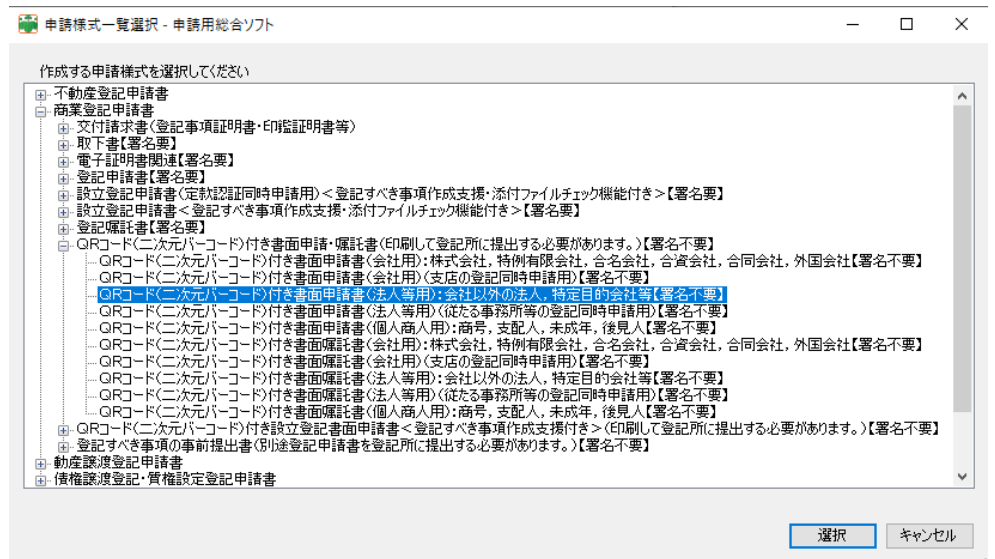 申請様式一覧選択 - 申請用総合ソフト
作成する申請様式を選択してください
不動産登記申請書
商業登記申請書
交付請求書(登記事項証明書・印鑑証明書等)
取下書【署名要】
電子証明書関連【署名要】
登記申請書【署名要】
設立登記申請書(定款認証同時申請用)<登記すべき事項作成支援・添付ファイルチェック機能付き>【署名要】
設立登記申請書<登記すべき事項作成支援・添付ファイルチェック機能付き>【署名要】
登記嘱託書【署名要】
QRコード(二次元バーコード)付き書面申請・嘱託書(印刷して登記所に提出する必要があります。)【署名不要】
QRコード(二次元バーコード)付き書面申請書(会社用):株式会社，特例有限会社，合名会社，合資会社，合同会社，外国会社【署名不要】
QRコード(二次元バーコード)付き書面申請書(会社用)(支店の登記同時申請用)【署名不要】
QRコード(二次元バーコード)付き書面申請書(法人等用):会社以外の法人，特定目的会社等【署名不要】
QRコード(二次元バーコード)付き書面申請書(法人等用)(従たる事務所等の登記同時申請用)【署名不要】
QRコード(二次元バーコード)付き書面申請書(個人商人用):商号，支配人，未成年，後見人【署名不要】
QRコード(二次元バーコード)付き書面嘱託書(会社用):株式会社，特例有限会社，合名会社，合資会社，合同会社，外国会社【署名不要】
QRコード(二次元バーコード)付き書面嘱託書(会社用)(支店の登記同時申請用)【署名不要】
QRコード(二次元バーコード)付き書面嘱託書(法人等用):会社以外の法人，特定目的会社等【署名不要】
QRコード(二次元バーコード)付き書面嘱託書(法人等用)(従たる事務所等の登記同時申請用)【署名不要】
QRコード(二次元バーコード)付き書面嘱託書(個人商人用):商号，支配人，未成年，後見人【署名不要】
QRコード(二次元バーコード)付き設立登記書面申請書<登記すべき事項作成支援付き>(印刷して登記所に提出する必要があります。)【署名不要】
登記すべき事項の事前提出書(別途登記申請書を登記所に提出する必要があります。)【署名不要】
動産譲渡登記申請書
債権譲渡登記・質権設定登記申請書
選択
キャンセル